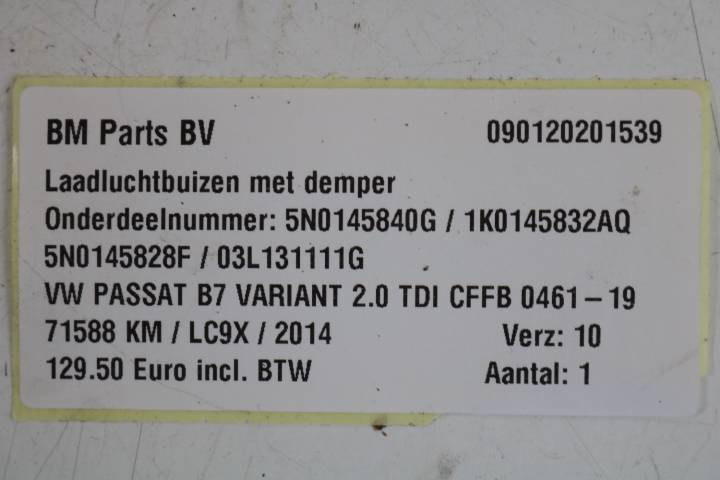 BM Parts BV 090120201539
Laadluchtbuizen met demper
Onderdeelnummer: 5N0145840G / 1K0145832AQ
5N0145828F / 03L131111G
VW PASSAT B7 VARIANT 2.0 TDI CFFB 0461-19
71588 KM / LC9X / 2014 Verz: 10
129.50 Euro incl. BTW Aantal: 1